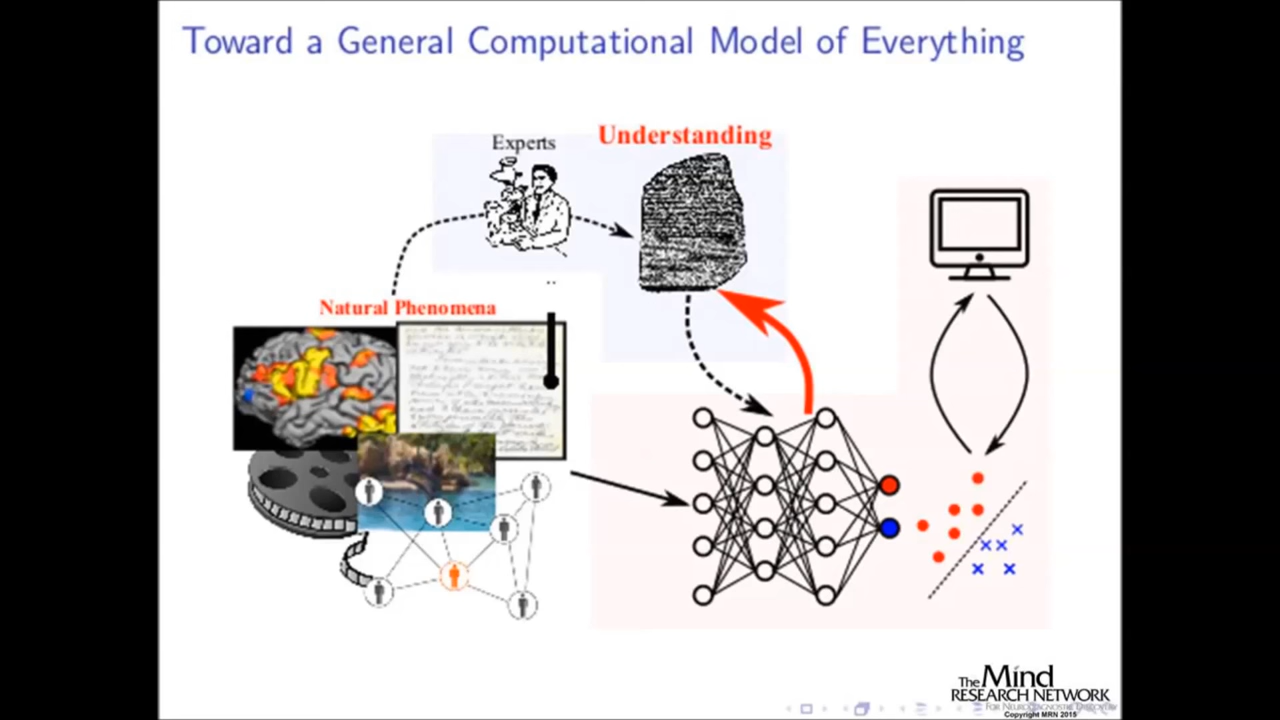 Toward a General Computational Model of Everything
Experts
Understanding
Natural Phenomena
The Mind
RESEARCH NETWORK
FOR NEURODIAGNOSTIC DISCOVERY
Copyright MRN 2015